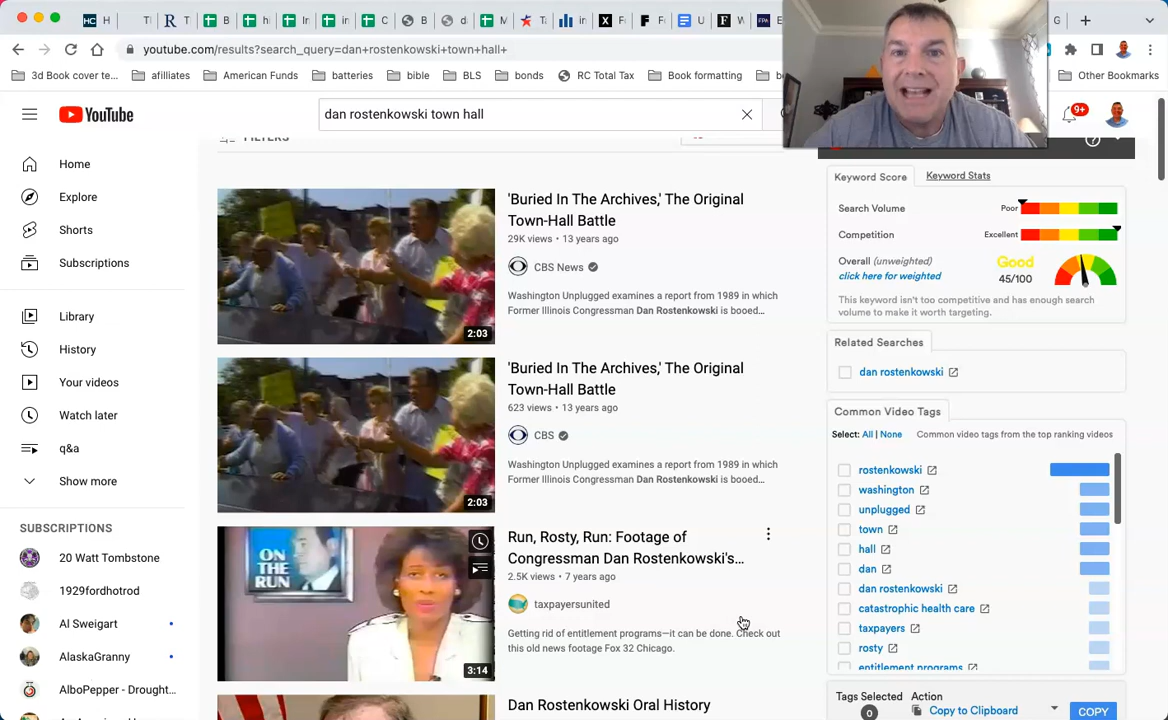 H
Ti
T
B
h
Ir
ir
C
B
d
M
Ta
in
F
F
U
W
E
G
youtube.com/results?search_query=dan+rostenkowski+town+hall+
3d Book cover te...
afilliates
American Funds
batteries
bible
BLS
bonds
RC Total Tax
Book formatting
Other Bookmarks
YouTube
dan rostenkowski town hall
9+
FILTERS
Home
Explore
Shorts
Subscriptions
Library
History
Your videos
Watch later
q&a
Show more
SUBSCRIPTIONS
20 Watt Tombstone
1929fordhotrod
Al Sweigart
AlaskaGranny
AlboPepper - Drought...
'Buried In The Archives,' The Original
Town-Hall Battle
29K views • 13 years ago
CBS News
Washington Unplugged examines a report from 1989 in which
Former Illinois Congressman Dan Rostenkowski is booed...
2:03
'Buried In The Archives,' The Original
Town-Hall Battle
623 views • 13 years ago
CBS
Washington Unplugged examines a report from 1989 in which
Former Illinois Congressman Dan Rostenkowski is booed...
2:03
ON THE
RUN
Run, Rosty, Run: Footage of
Congressman Dan Rostenkowski's...
2.5K views • 7 years ago
taxpayersunited
Getting rid of entitlement programs—it can be done. Check out
this old news footage Fox 32 Chicago.
3:14
Dan Rostenkowski Oral History
Keyword Score
Keyword Stats
Search Volume
Poor
Competition
Excellent
Overall (unweighted)
click here for weighted
Good
45/100
This keyword isn't too competitive and has enough search
volume to make it worth targeting.
Related Searches
dan rostenkowski
Common Video Tags
Select: All | None
Common video tags from the top ranking videos
rostenkowski
washington
unplugged
town
hall
dan
dan rostenkowski
catastrophic health care
taxpayers
rosty
entitlement programs
Tags Selected
0
Action
Copy to Clipboard
COPY